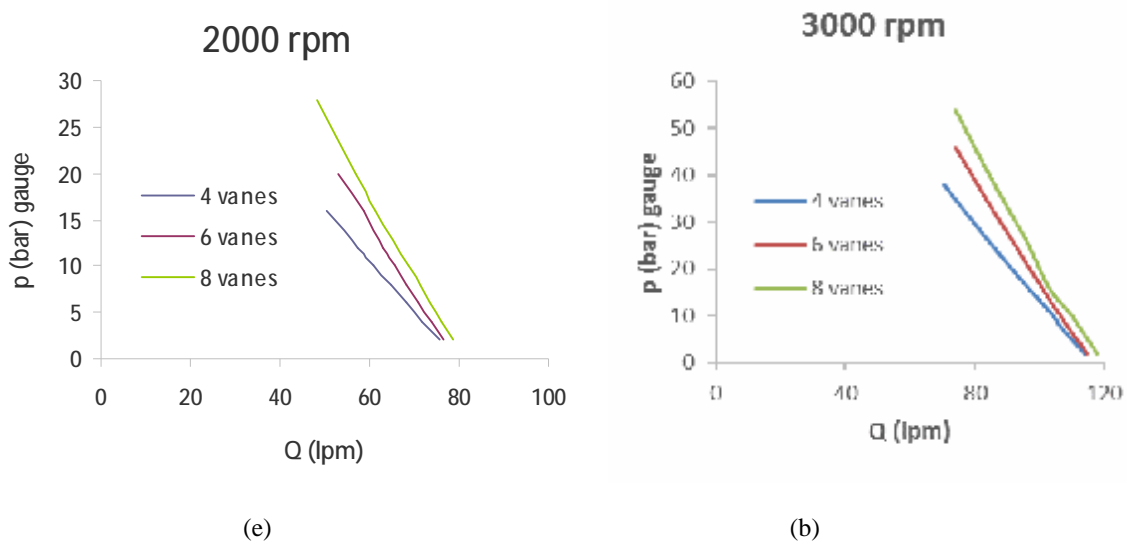 2000 rpm
30
25
20
15
10
5
0
p (bar) gauge
4 vanes
6 vanes
8 vanes
0 20 40 60 80 100
Q (lpm)
(e)
3000 rpm
60
50
40
30
20
10
0
p (bar) gauge
4 vanes
6 vanes
8 vanes
0 40 80 120
Q (lpm)
(b)